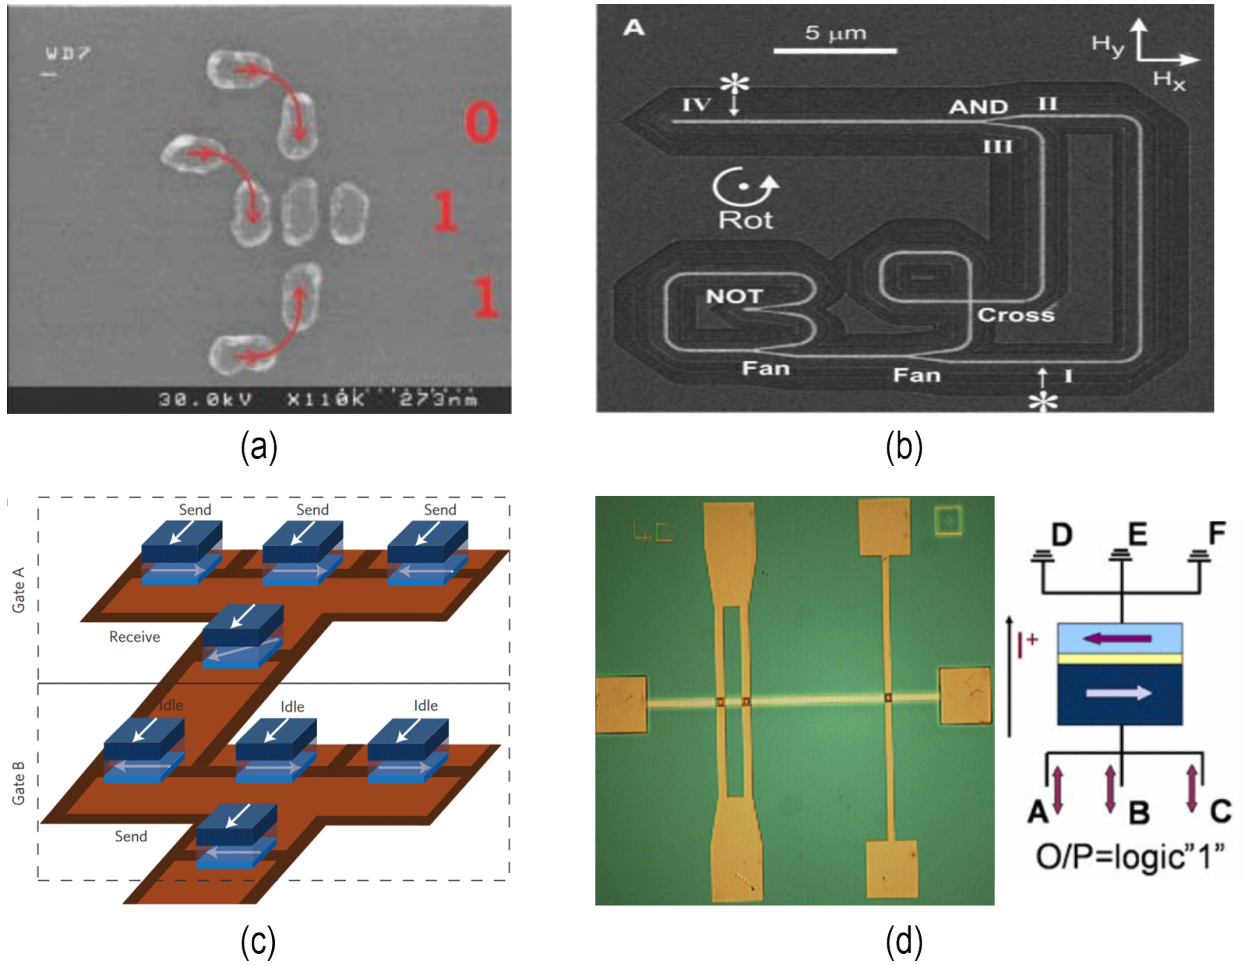 WD7
0
1
1
30.0kV X110K 273nm
(a)
A
5 μm
Hy
Hx
IV
AND
II
III
Rot
NOT
Cross
Fan
Fan
I
(b)
Send
Send
Send
Gate A
Receive
Idle
Idle
Idle
Gate B
Send
(c)
4C
D E F
I+
A B C
O/P=logic"1"
(d)